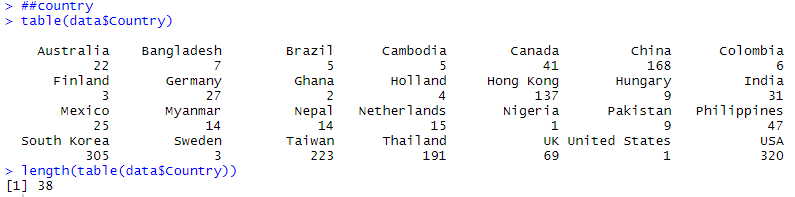 > ##country
> table(data$Country)
Australia Bangladesh Brazil Cambodia Canada China Colombia
22 7 5 5 41 168 6
Finland Germany Ghana Holland Hong Kong Hungary India
3 27 2 4 137 9 31
Mexico Myanmar Nepal Netherlands Nigeria Pakistan Philippines
25 14 14 15 1 9 47
South Korea Sweden Taiwan Thailand UK United States USA
305 3 223 191 69 1 320
> length(table(data$Country))
[1] 38